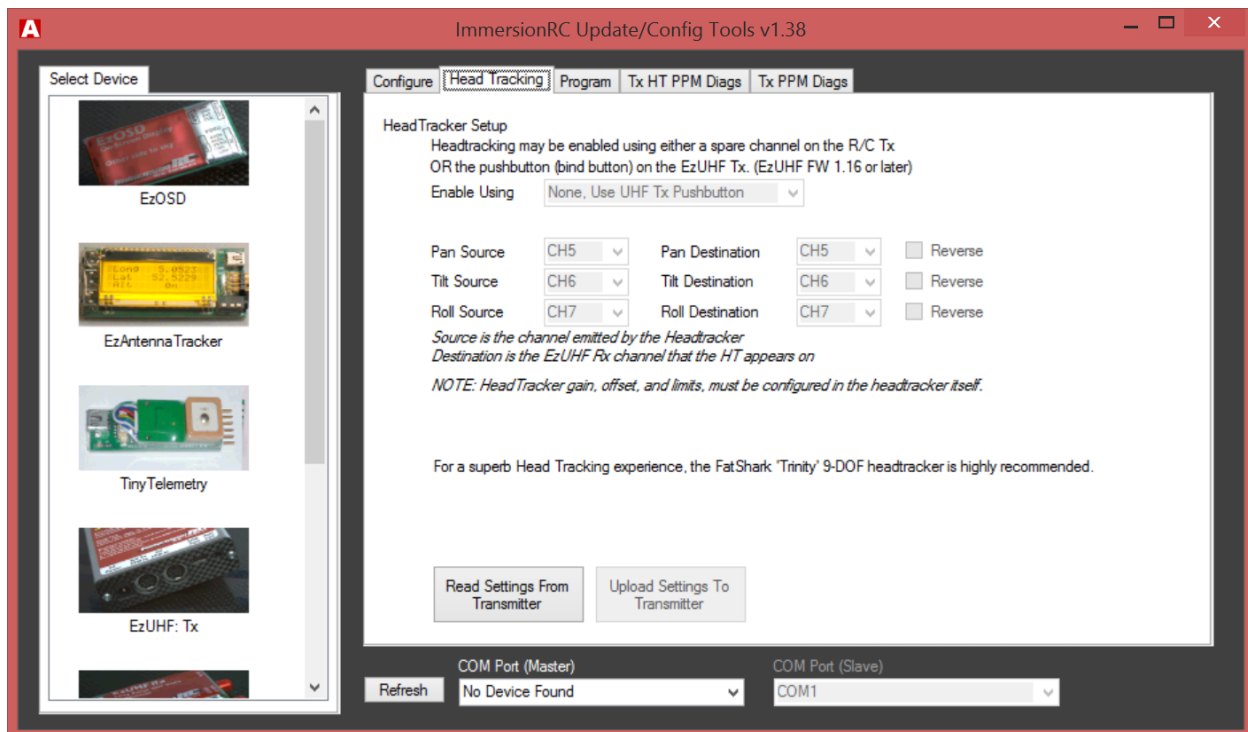 ImmersionRC Update/Config Tools v1.38
Select Device
EzOSD
EzOSD
EzAntennaTracker
TinyTelemetry
EzUHF: Tx
Configure
Head Tracking
Program
Tx HT PPM Diags
Tx PPM Diags
HeadTracker Setup
Headtracking may be enabled using either a spare channel on the R/C Tx
OR the pushbutton (bind button) on the EzUHF Tx. (EzUHF FW 1.16 or later)
Enable Using None, Use UHF Tx Pushbutton
Pan Source CH5 Pan Destination CH5 Reverse
Tilt Source CH6 Tilt Destination CH6 Reverse
Roll Source CH7 Roll Destination CH7 Reverse
Source is the channel emitted by the Headtracker
Destination is the EzUHF Rx channel that the HT appears on
NOTE: HeadTracker gain, offset, and limits, must be configured in the headtracker itself.
For a superb Head Tracking experience, the FatShark 'Trinity' 9-DOF headtracker is highly recommended.
Read Settings From
Transmitter
Upload Settings To
Transmitter
COM Port (Master)
COM Port (Slave)
Refresh
No Device Found
COM1